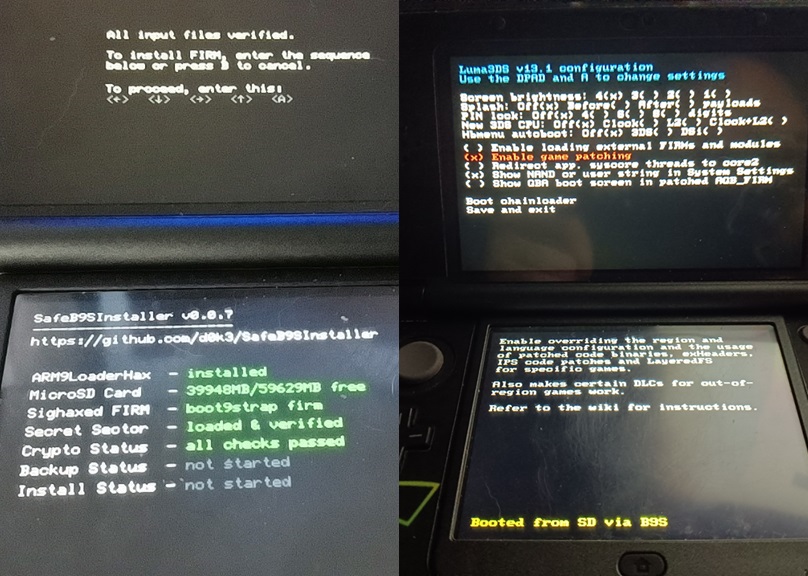 All input files verified.
To install FIRM, enter the sequence
below or press B to cancel.
To proceed, enter this:
<←> <↓> <→> <↑> <A>
SafeB9SInstaller v0.0.7
https://github.com/d0k3/SafeB9SInstaller
ARM9LoaderHax - installed
MicroSD Card - 39948MB/59629MB free
Sighaxed FIRM - boot9strap firm
Secret Sector - loaded & verified
Crypto Status - all checks passed
Backup Status - not started
Install Status - not started
Luma3DS v13.1 configuration
Use the DPAD and A to change settings
Screen brightness: 4(x) 3( ) 2( ) 1( )
Splash: Off(x) Before( ) After( ) payloads
PIN lock: Off(x) 4( ) 6( ) 8( ) digits
New 3DS CPU: Off(x) Clock( ) L2( ) Clock+L2( )
Hbmenu autoboot: Off(x) 3DS( ) DSi( )
( ) Enable loading external FIRMs and modules
(x) Enable game patching
( ) Redirect app. syscore threads to core2
(x) Show NAND or user string in System Settings
( ) Show GBA boot screen in patched AGB_FIRM
Boot chainloader
Save and exit
Enable overriding the region and
language configuration and the usage
of patched code binaries, exHeaders,
IPS code patches and LayeredFS
for specific games.
Also makes certain DLCs for out-of-
region games work.
Refer to the wiki for instructions.
Booted from SD via B9S